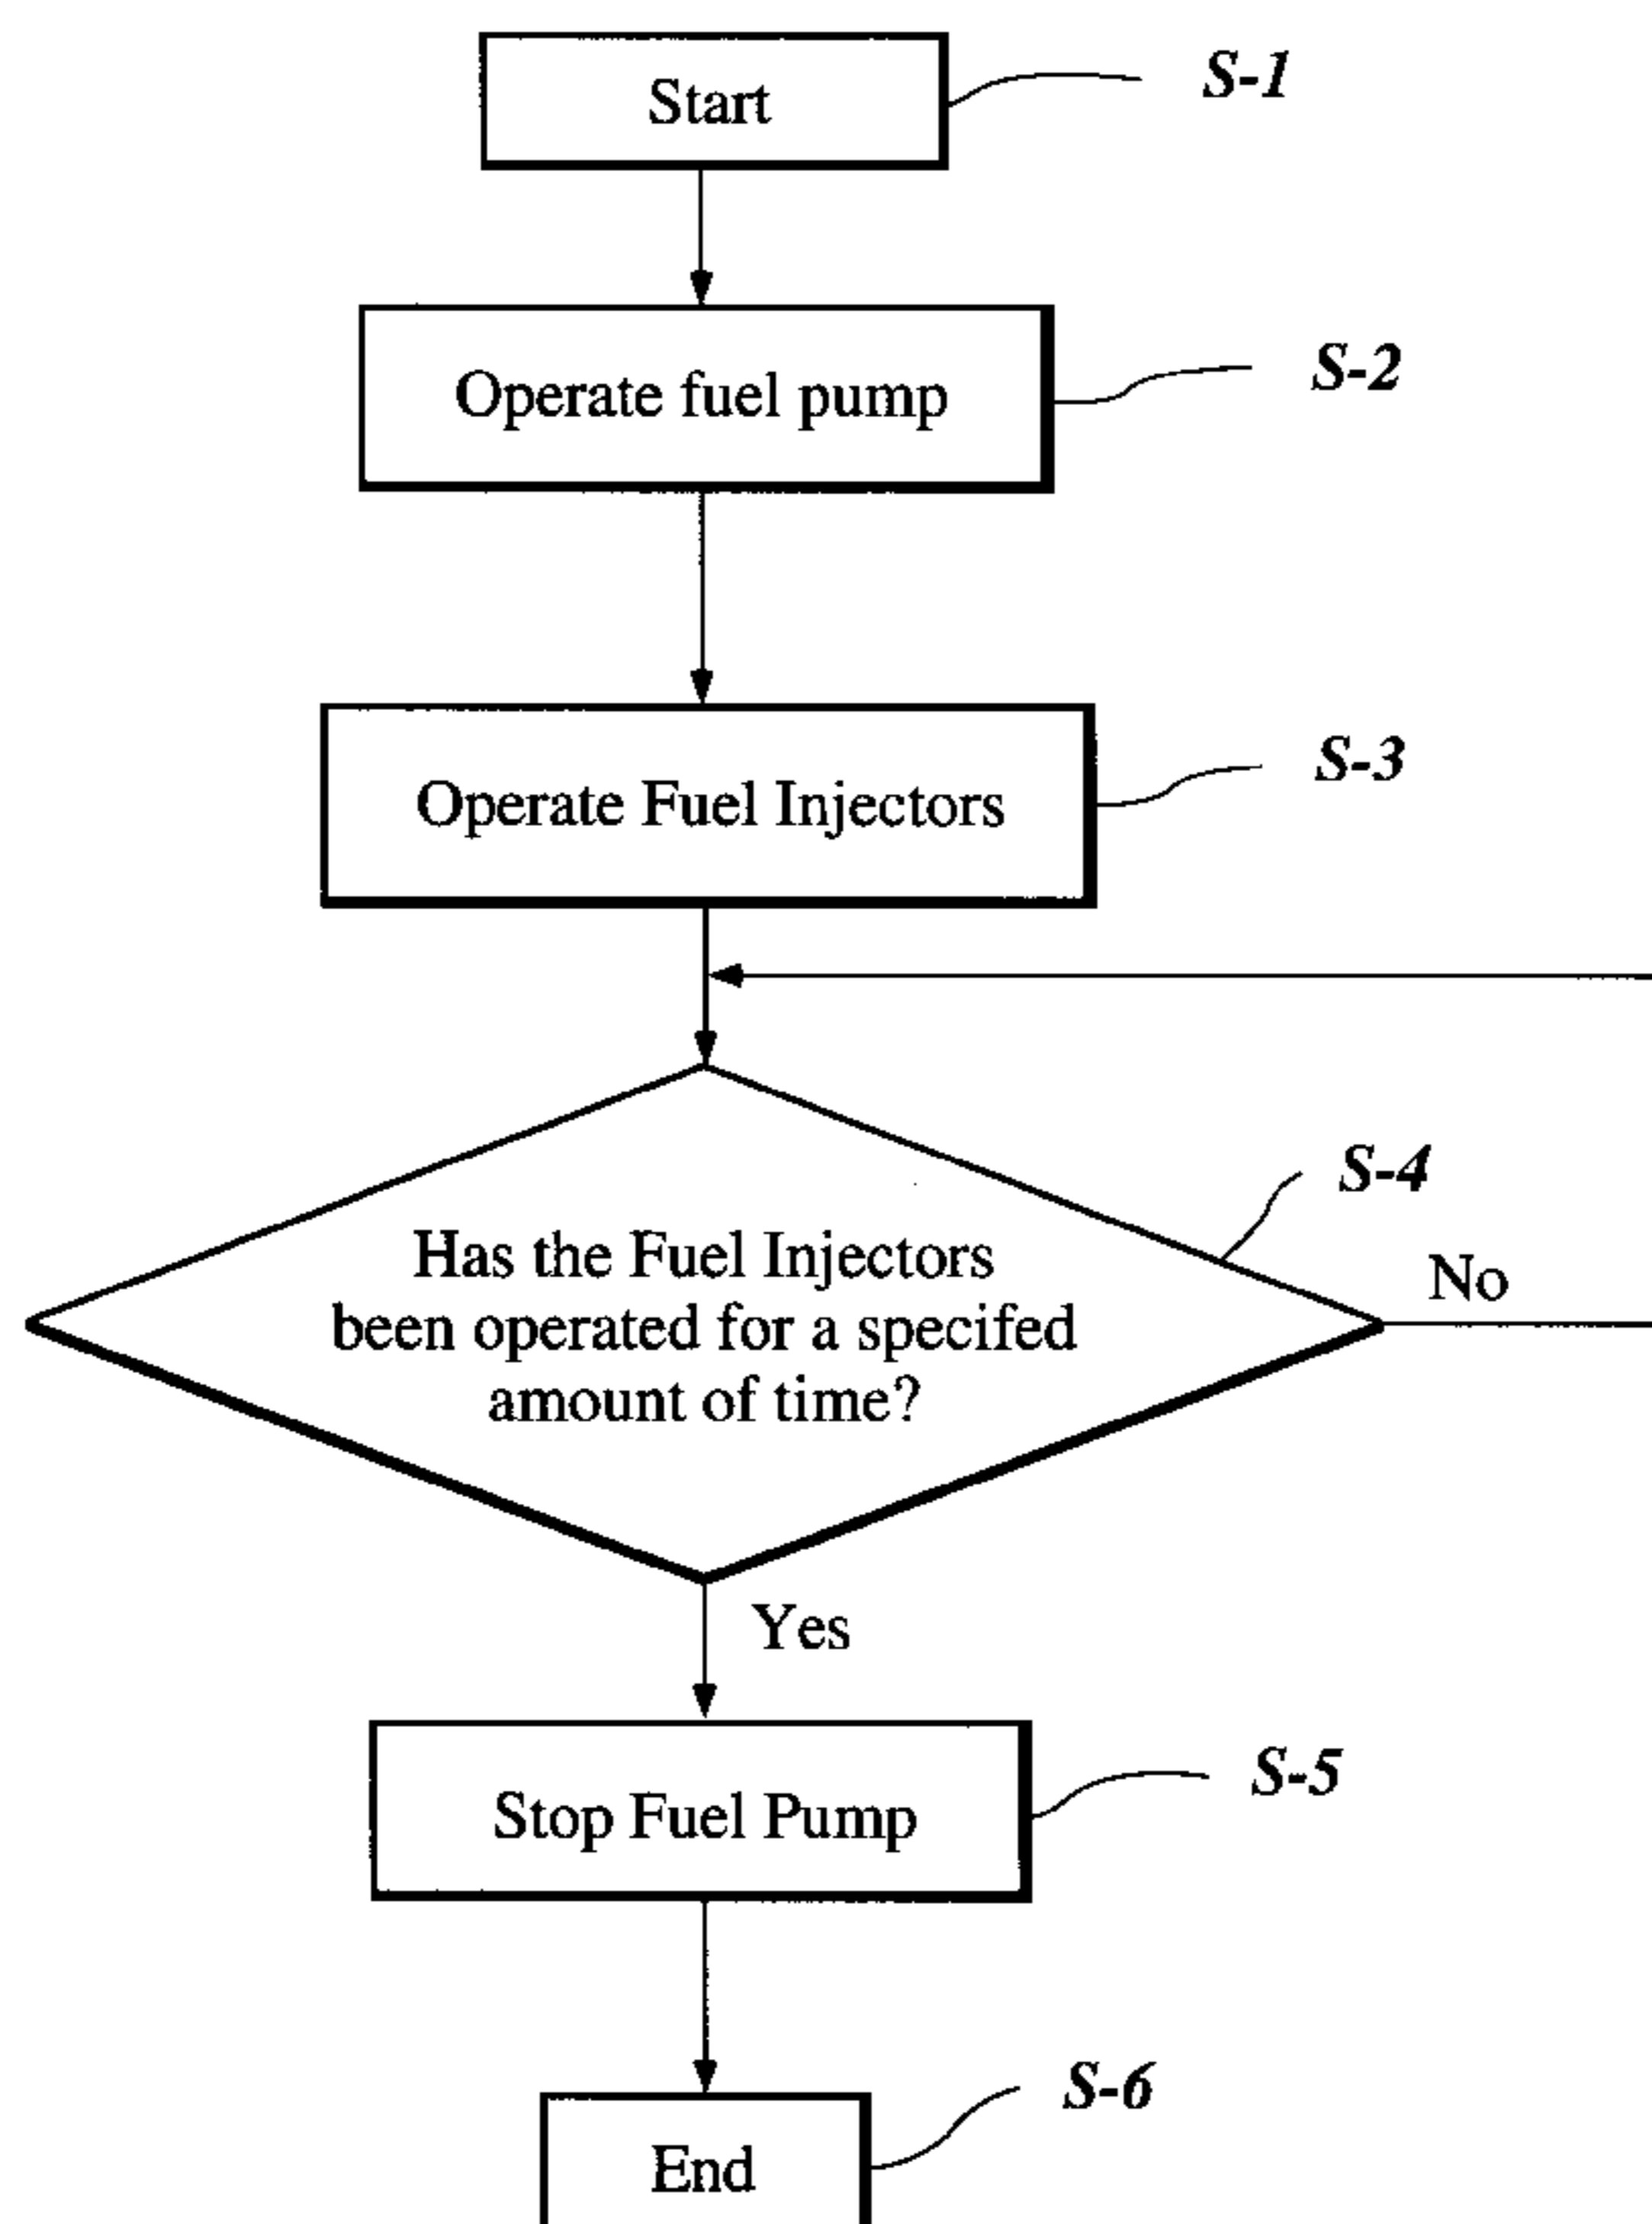 Start
S-1
Operate fuel pump
S-2
Operate Fuel Injectors
S-3
Has the Fuel Injectors
been operated for a specifed
amount of time?
S-4
No
Yes
Stop Fuel Pump
S-5
End
S-6